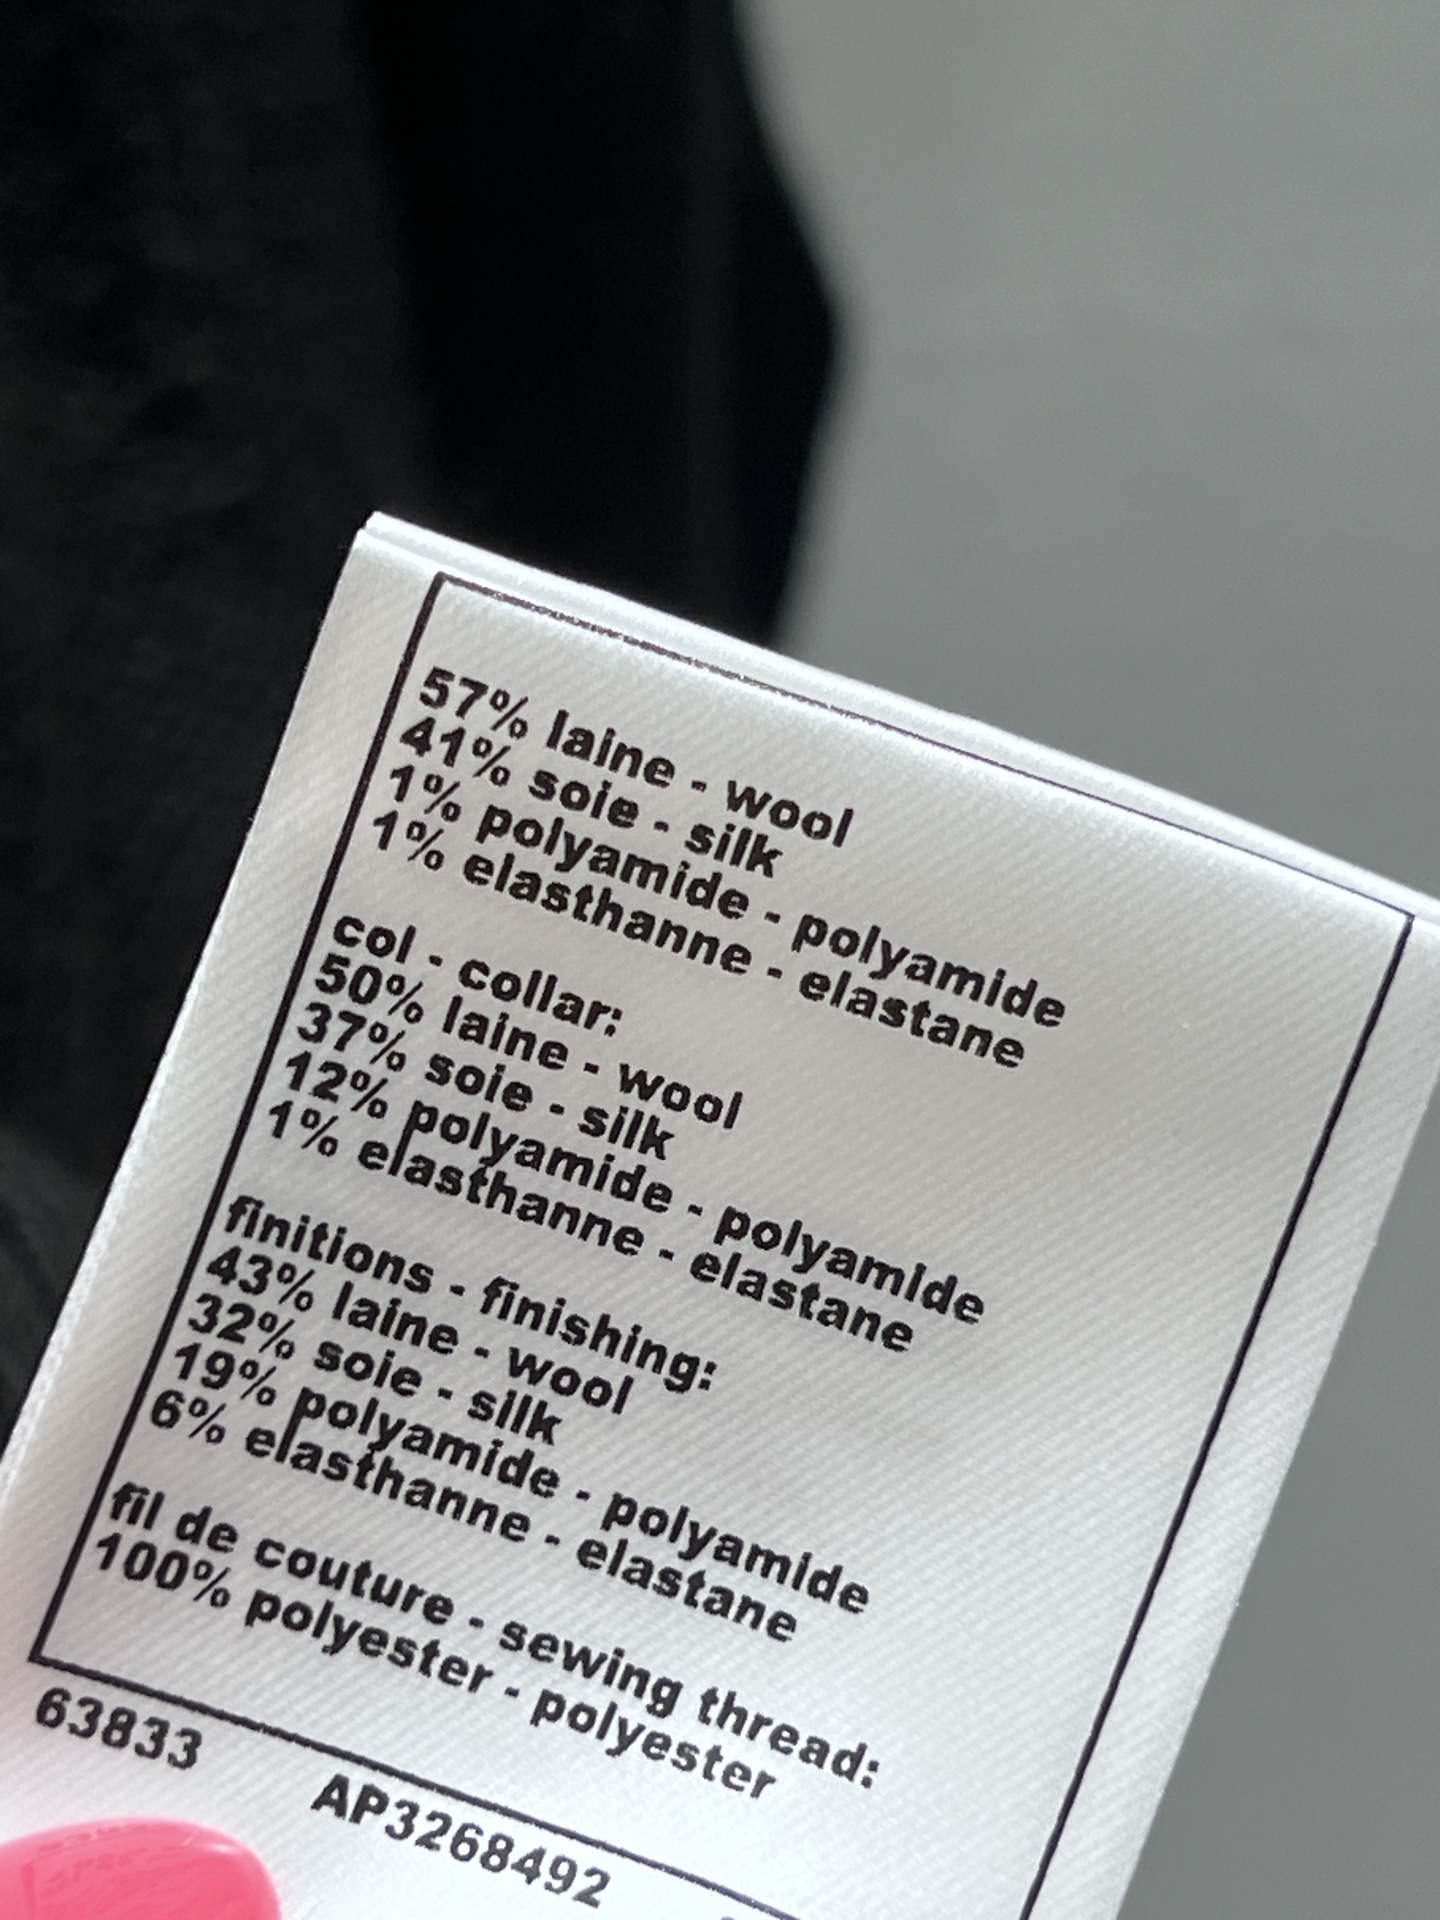 57% laine - wool
41% soie - silk
1% polyamide - polyamide
1% elasthanne - elastane
col - collar:
50% laine - wool
37% soie - silk
12% polyamide - polyamide
1% elasthanne - elastane
finitions - finishing:
43% laine - wool
32% soie - silk
19% polyamide - polyamide
6% elasthanne - elastane
fil de couture - sewing thread:
100% polyester - polyester
63833 AP3268492